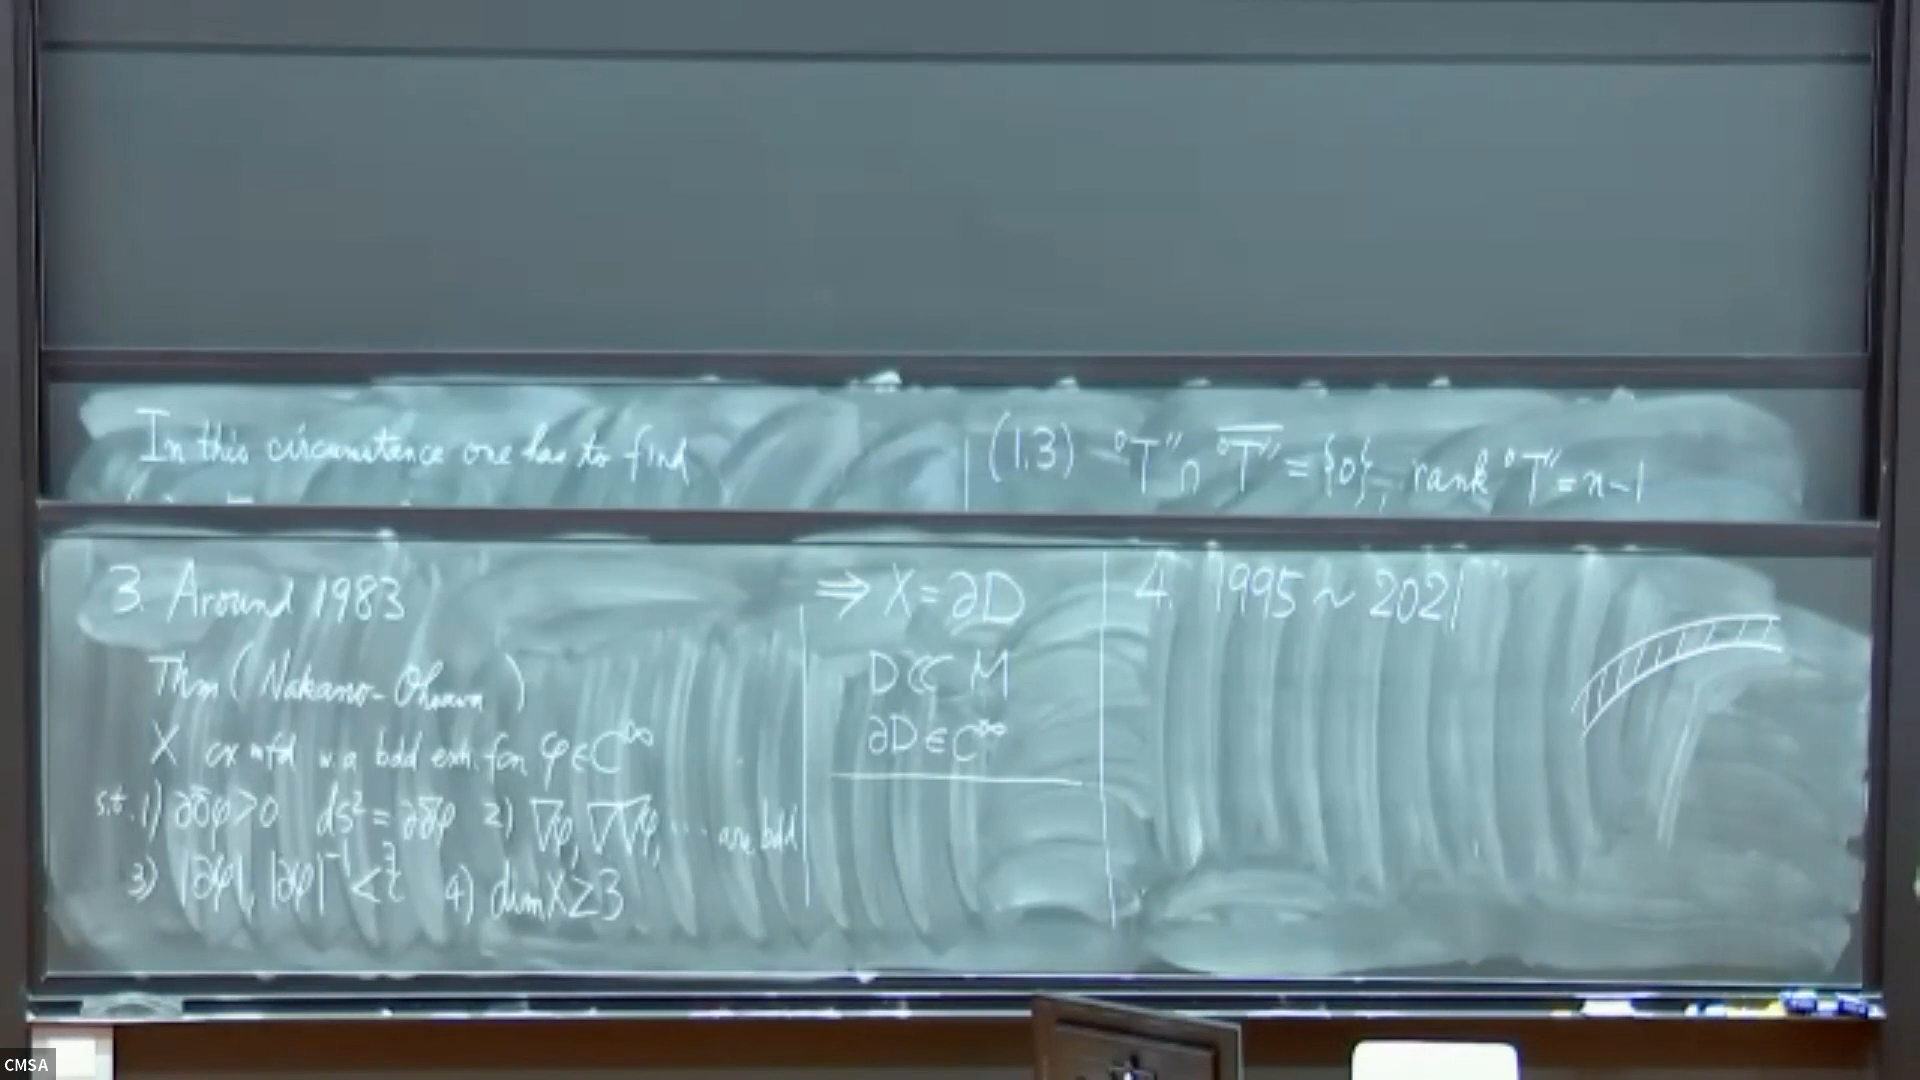 In this circumstance one has to find
(1.3) °T″ ∩ \overline{°T″} = {0}, rank °T″ = n-1
3. Around 1983
Thm (Nakano-Ohsawa)
X cx mfd w. a bdd exh. fcn φ ∈ C^∞
s.t. 1) ∂∂̄φ > 0 ds² = ∂∂̄φ 2) ∇φ, ∇∇φ, ... are bdd
3) |∂φ|, |∂φ|⁻¹ < 4) dim X ≥ 3
⇒ X = ∂D
D ⊂⊂ M
∂D ∈ C^∞
4. 1995 ~ 2021
CMSA